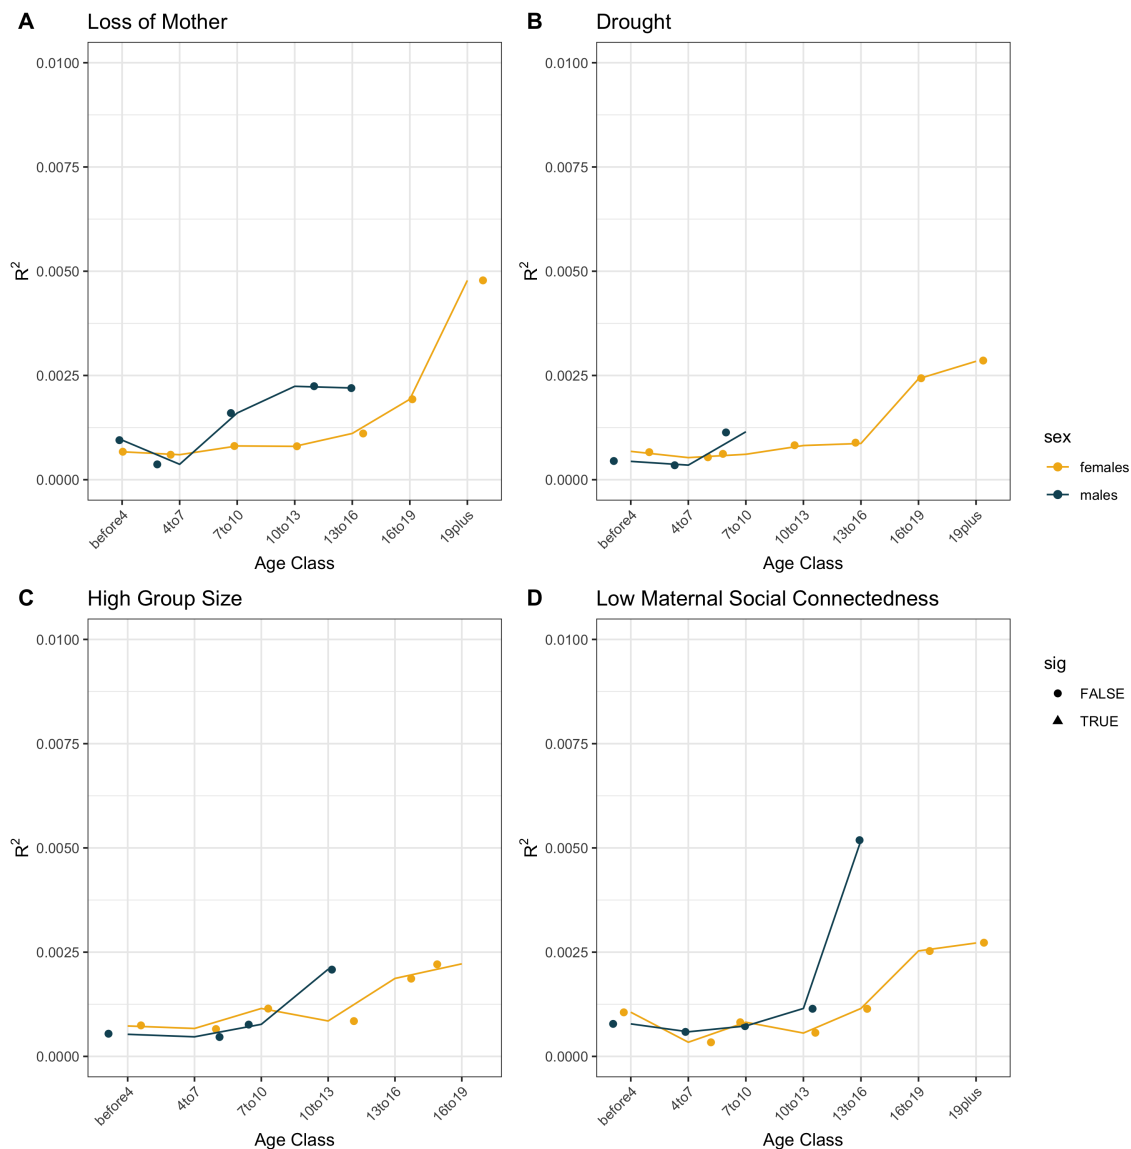 A Loss of Mother
0.0100
0.0075
0.0050
0.0025
0.0000
R²
before4
4to7
7to10
10to13
13to16
16to19
19plus
Age Class
B Drought
0.0100
0.0075
0.0050
0.0025
0.0000
R²
before4
4to7
7to10
10to13
13to16
16to19
19plus
Age Class
sex
females
males
C High Group Size
0.0100
0.0075
0.0050
0.0025
0.0000
R²
before4
4to7
7to10
10to13
13to16
16to19
Age Class
D Low Maternal Social Connectedness
0.0100
0.0075
0.0050
0.0025
0.0000
R²
before4
4to7
7to10
10to13
13to16
16to19
19plus
Age Class
sig
FALSE
TRUE